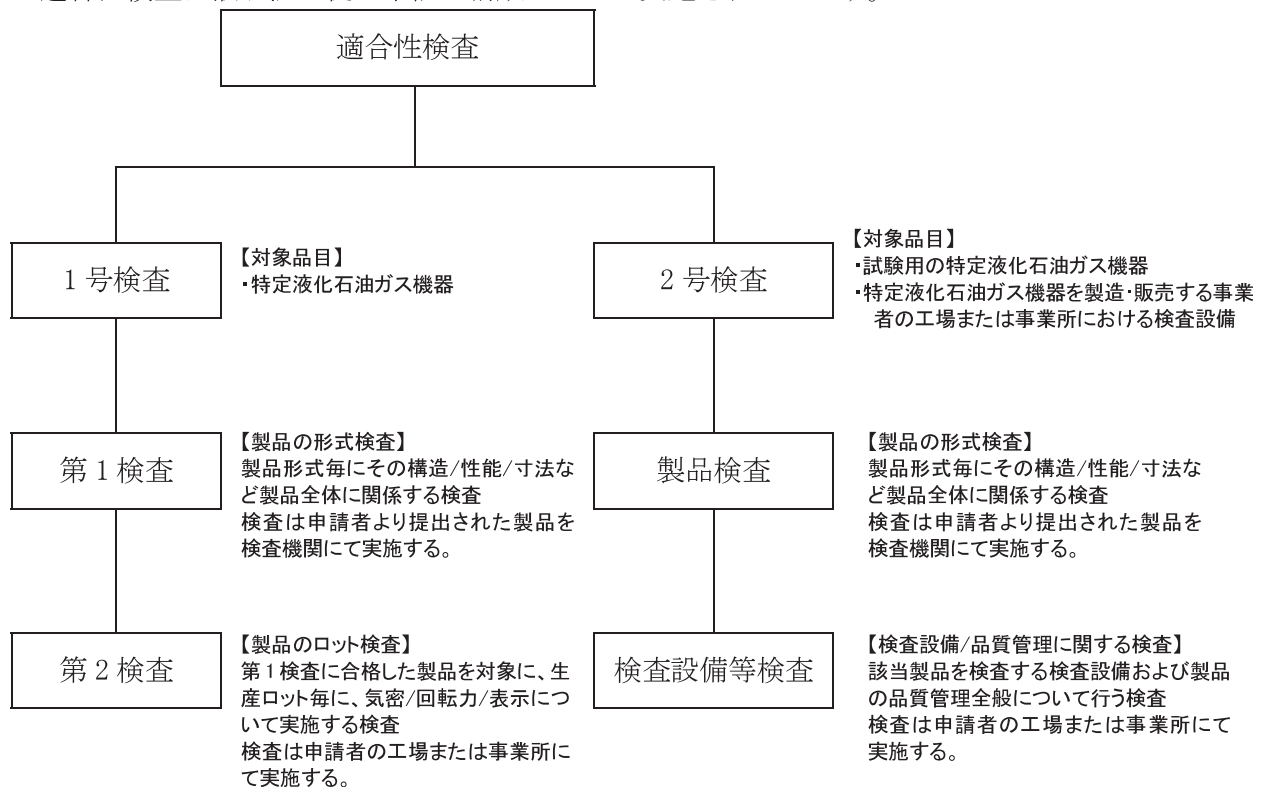 適合性検査
1号検査
【対象品目】
・特定液化石油ガス機器
2号検査
【対象品目】
・試験用の特定液化石油ガス機器
・特定液化石油ガス機器を製造・販売する事業
者の工場または事業所における検査設備
第1検査
【製品の形式検査】
製品形式毎にその構造/性能/寸法な
ど製品全体に関係する検査
検査は申請者より提出された製品を
検査機関にて実施する。
製品検査
【製品の形式検査】
製品形式毎にその構造/性能/寸法な
ど製品全体に関係する検査
検査は申請者より提出された製品を
検査機関にて実施する。
第2検査
【製品のロット検査】
第1検査に合格した製品を対象に、生
産ロット毎に、気密/回転力/表示につ
いて実施する検査
検査は申請者の工場または事業所に
て実施する。
検査設備等検査
【検査設備/品質管理に関する検査】
該当製品を検査する検査設備および製品
の品質管理全般について行う検査
検査は申請者の工場または事業所にて
実施する。